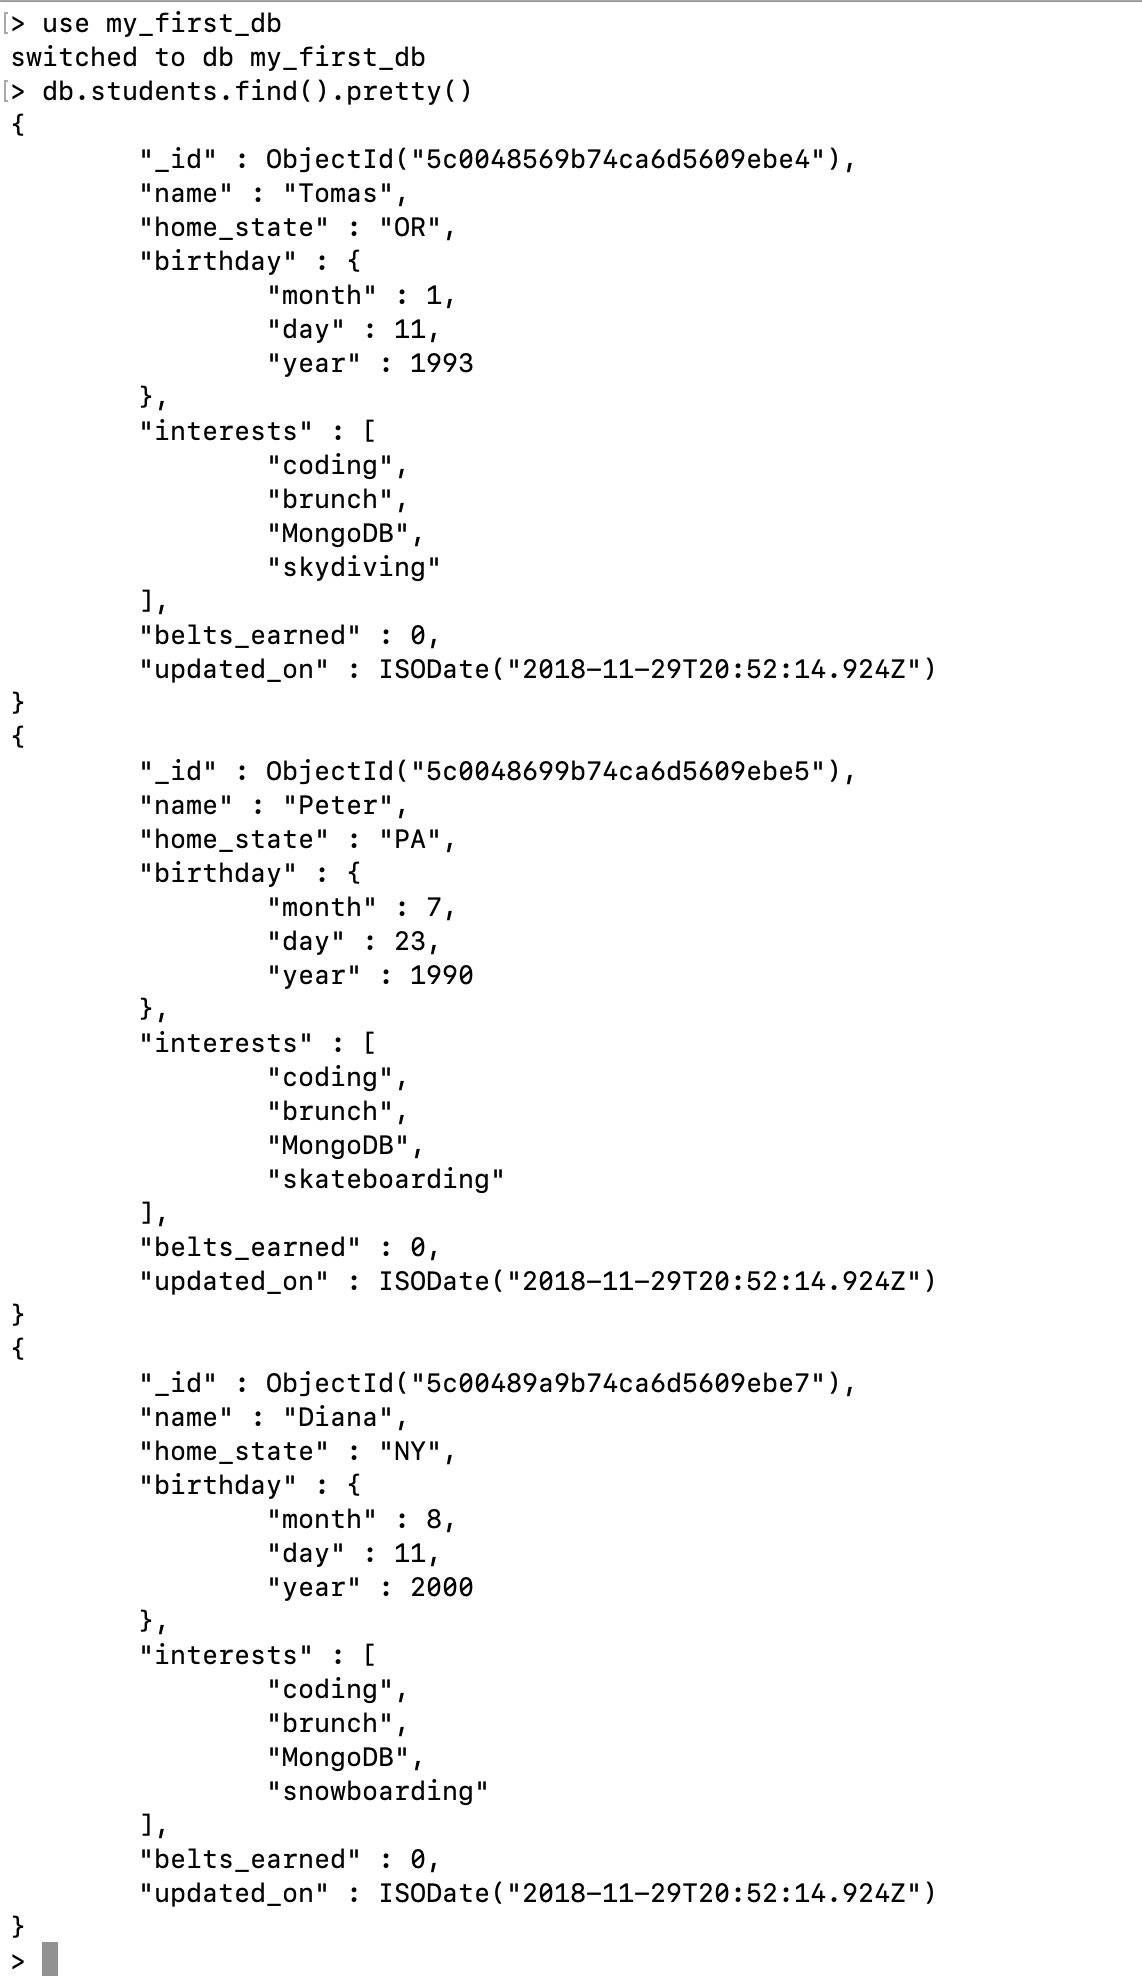 > use my_first_db
switched to db my_first_db
> db.students.find().pretty()
{
        "_id" : ObjectId("5c0048569b74ca6d5609ebe4"),
        "name" : "Tomas",
        "home_state" : "OR",
        "birthday" : {
                "month" : 1,
                "day" : 11,
                "year" : 1993
        },
        "interests" : [
                "coding",
                "brunch",
                "MongoDB",
                "skydiving"
        ],
        "belts_earned" : 0,
        "updated_on" : ISODate("2018-11-29T20:52:14.924Z")
}
{
        "_id" : ObjectId("5c0048699b74ca6d5609ebe5"),
        "name" : "Peter",
        "home_state" : "PA",
        "birthday" : {
                "month" : 7,
                "day" : 23,
                "year" : 1990
        },
        "interests" : [
                "coding",
                "brunch",
                "MongoDB",
                "skateboarding"
        ],
        "belts_earned" : 0,
        "updated_on" : ISODate("2018-11-29T20:52:14.924Z")
}
{
        "_id" : ObjectId("5c00489a9b74ca6d5609ebe7"),
        "name" : "Diana",
        "home_state" : "NY",
        "birthday" : {
                "month" : 8,
                "day" : 11,
                "year" : 2000
        },
        "interests" : [
                "coding",
                "brunch",
                "MongoDB",
                "snowboarding"
        ],
        "belts_earned" : 0,
        "updated_on" : ISODate("2018-11-29T20:52:14.924Z")
}
>